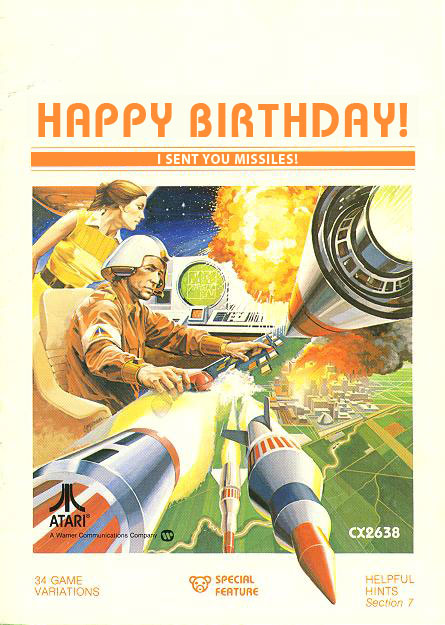 HAPPY BIRTHDAY!
I SENT YOU MISSILES!
ATARI®
A Warner Communications Company
CX2638
34 GAME
VARIATIONS
SPECIAL
FEATURE
HELPFUL
HINTS
Section 7